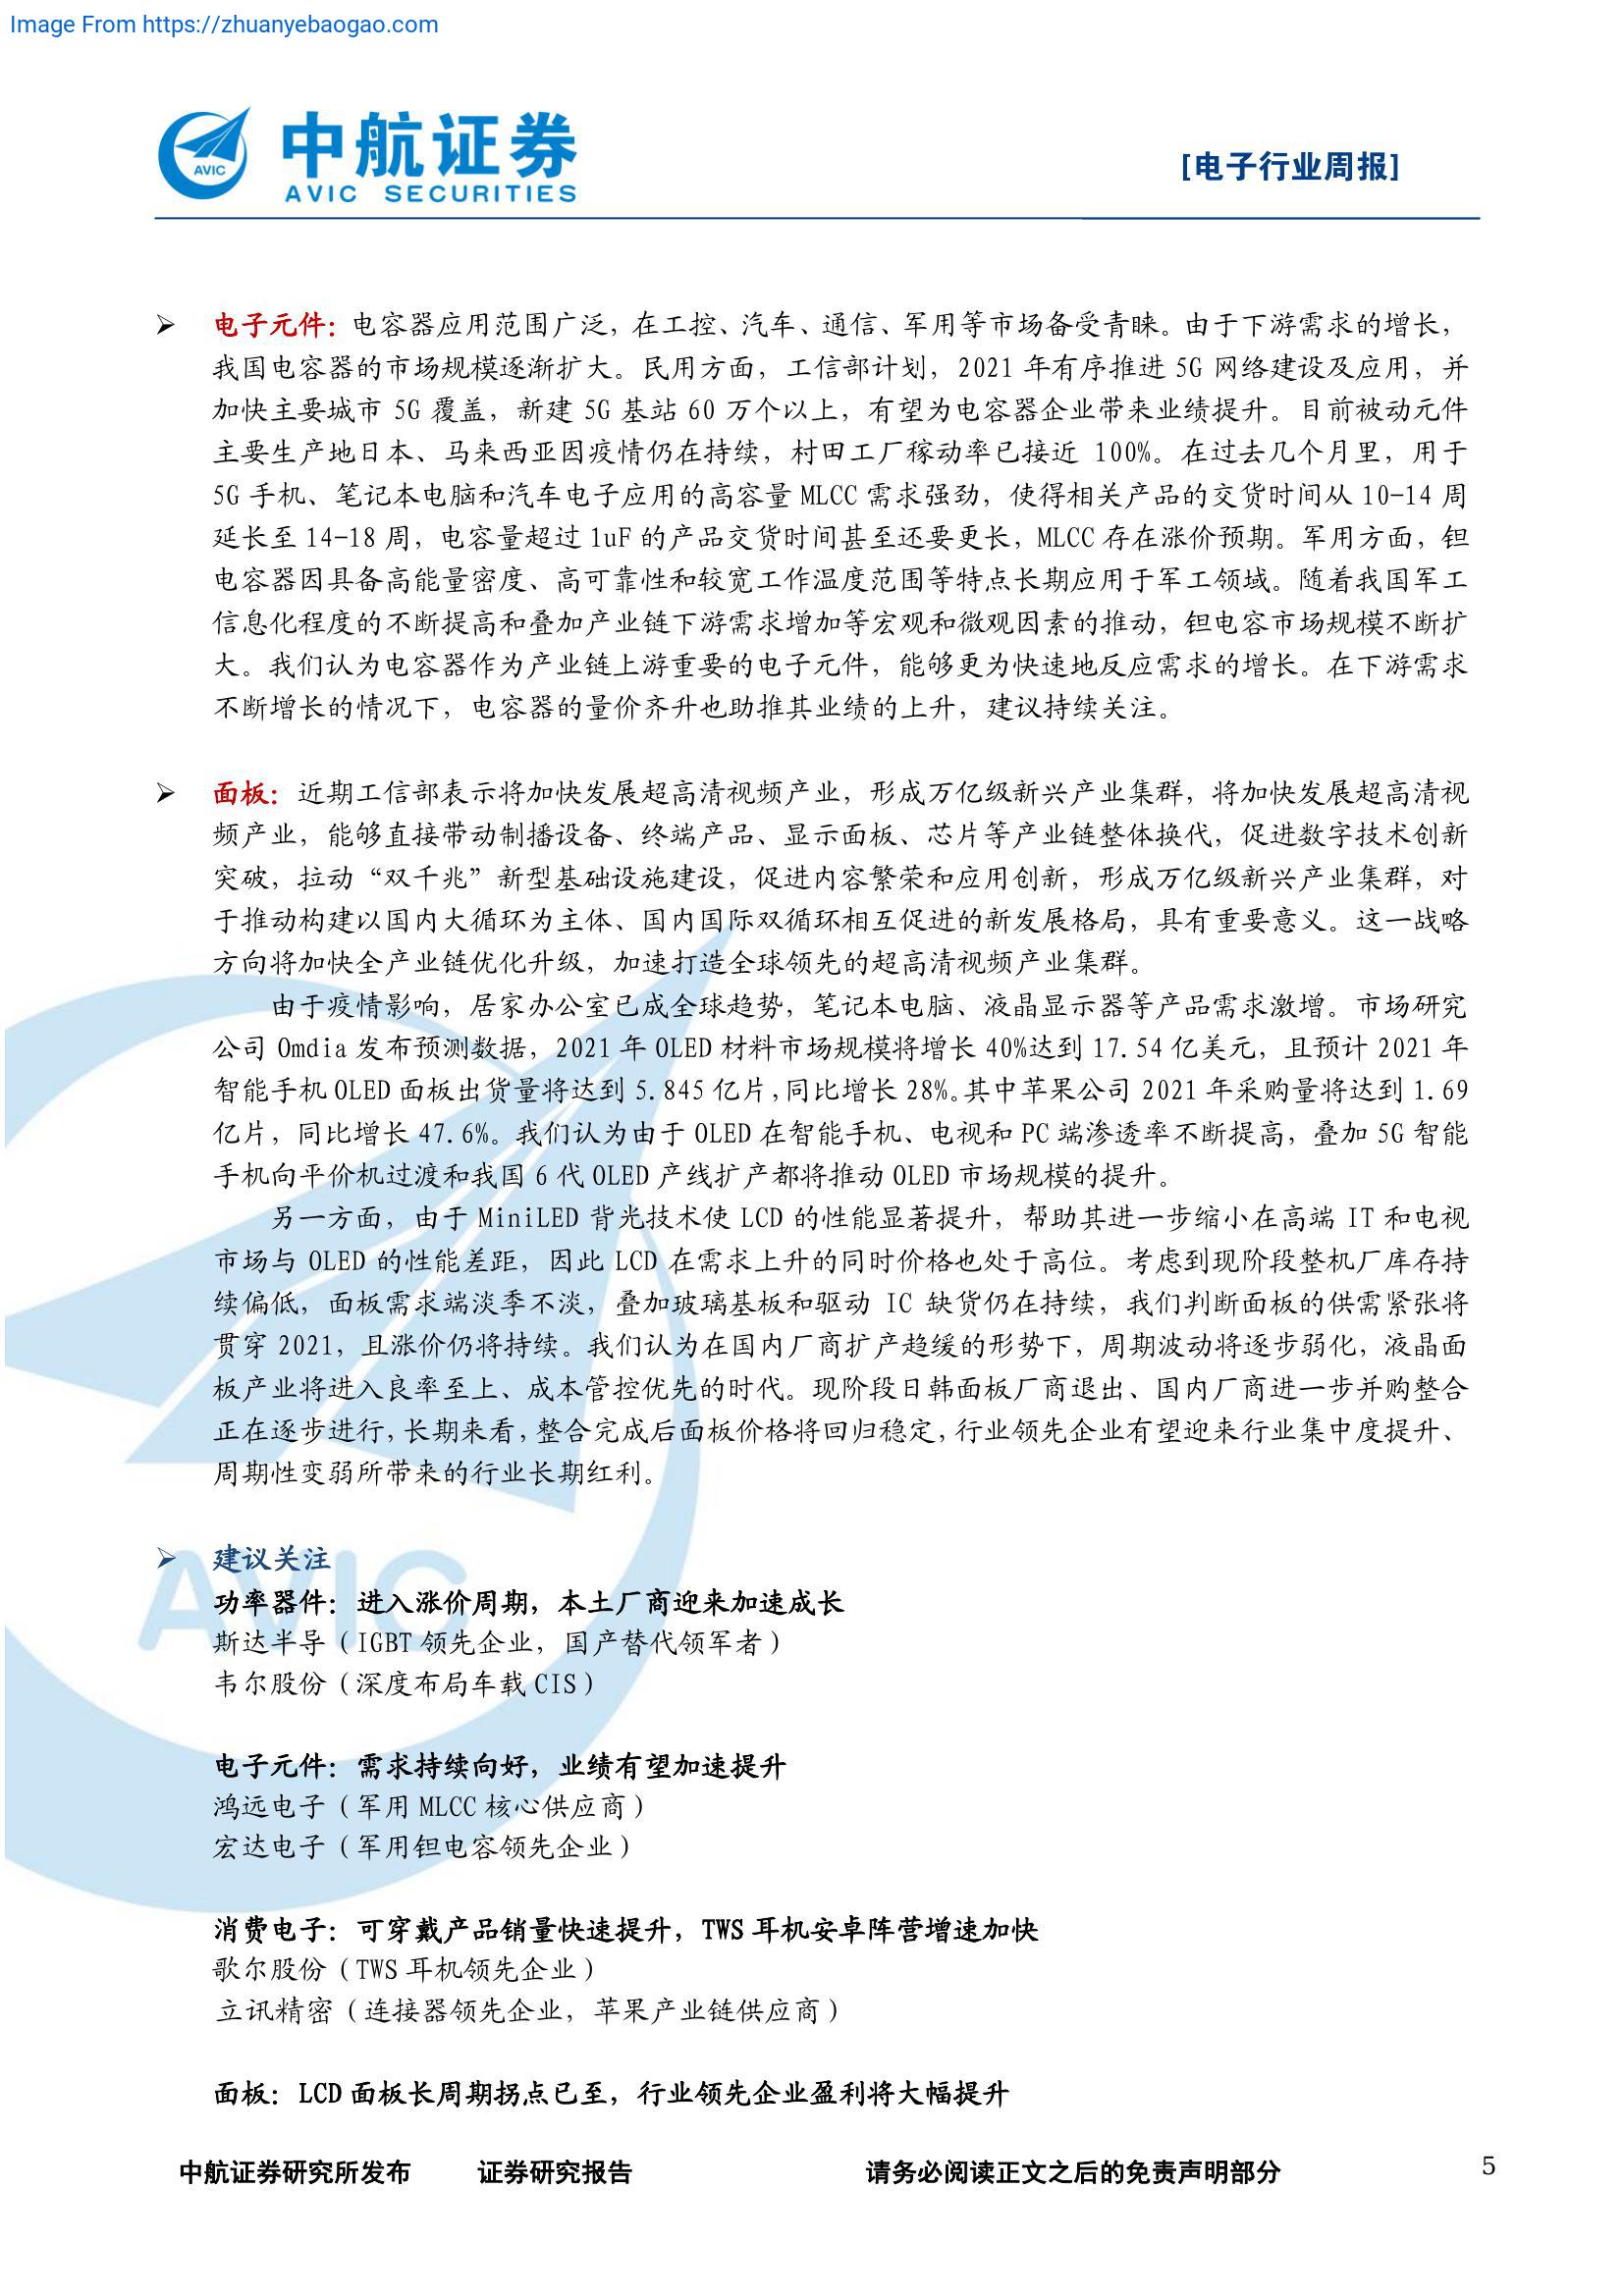 Image From https://zhuanyebaogao.com
AVIC
中航证券
AVIC SECURITIES
[电子行业周报]
➢ 电子元件：电容器应用范围广泛，在工控、汽车、通信、军用等市场备受青睐。由于下游需求的增长，
我国电容器的市场规模逐渐扩大。民用方面，工信部计划，2021 年有序推进 5G 网络建设及应用，并
加快主要城市 5G 覆盖，新建 5G 基站 60 万个以上，有望为电容器企业带来业绩提升。目前被动元件
主要生产地日本、马来西亚因疫情仍在持续，村田工厂稼动率已接近 100%。在过去几个月里，用于
5G 手机、笔记本电脑和汽车电子应用的高容量 MLCC 需求强劲，使得相关产品的交货时间从 10-14 周
延长至 14-18 周，电容量超过 1uF 的产品交货时间甚至还要更长，MLCC 存在涨价预期。军用方面，钽
电容器因具备高能量密度、高可靠性和较宽工作温度范围等特点长期应用于军工领域。随着我国军工
信息化程度的不断提高和叠加产业链下游需求增加等宏观和微观因素的推动，钽电容市场规模不断扩
大。我们认为电容器作为产业链上游重要的电子元件，能够更为快速地反应需求的增长。在下游需求
不断增长的情况下，电容器的量价齐升也助推其业绩的上升，建议持续关注。
➢ 面板：近期工信部表示将加快发展超高清视频产业，形成万亿级新兴产业集群，将加快发展超高清视
频产业，能够直接带动制播设备、终端产品、显示面板、芯片等产业链整体换代，促进数字技术创新
突破，拉动“双千兆”新型基础设施建设，促进内容繁荣和应用创新，形成万亿级新兴产业集群，对
于推动构建以国内大循环为主体、国内国际双循环相互促进的新发展格局，具有重要意义。这一战略
方向将加快全产业链优化升级，加速打造全球领先的超高清视频产业集群。
由于疫情影响，居家办公室已成全球趋势，笔记本电脑、液晶显示器等产品需求激增。市场研究
公司 Omdia 发布预测数据，2021 年 OLED 材料市场规模将增长 40%达到 17.54 亿美元，且预计 2021 年
智能手机 OLED 面板出货量将达到 5.845 亿片，同比增长 28%。其中苹果公司 2021 年采购量将达到 1.69
亿片，同比增长 47.6%。我们认为由于 OLED 在智能手机、电视和 PC 端渗透率不断提高，叠加 5G 智能
手机向平价机过渡和我国 6 代 OLED 产线扩产都将推动 OLED 市场规模的提升。
另一方面，由于 MiniLED 背光技术使 LCD 的性能显著提升，帮助其进一步缩小在高端 IT 和电视
市场与 OLED 的性能差距，因此 LCD 在需求上升的同时价格也处于高位。考虑到现阶段整机厂库存持
续偏低，面板需求端淡季不淡，叠加玻璃基板和驱动 IC 缺货仍在持续，我们判断面板的供需紧张将
贯穿 2021，且涨价仍将持续。我们认为在国内厂商扩产趋缓的形势下，周期波动将逐步弱化，液晶面
板产业将进入良率至上、成本管控优先的时代。现阶段日韩面板厂商退出、国内厂商进一步并购整合
正在逐步进行，长期来看，整合完成后面板价格将回归稳定，行业领先企业有望迎来行业集中度提升、
周期性变弱所带来的行业长期红利。
➢ 建议关注
功率器件：进入涨价周期，本土厂商迎来加速成长
斯达半导（IGBT 领先企业，国产替代领军者）
韦尔股份（深度布局车载 CIS）
电子元件：需求持续向好，业绩有望加速提升
鸿远电子（军用 MLCC 核心供应商）
宏达电子（军用钽电容领先企业）
消费电子：可穿戴产品销量快速提升，TWS 耳机安卓阵营增速加快
歌尔股份（TWS 耳机领先企业）
立讯精密（连接器领先企业，苹果产业链供应商）
面板：LCD 面板长周期拐点已至，行业领先企业盈利将大幅提升
AVIC
中航证券研究所发布 证券研究报告 请务必阅读正文之后的免责声明部分 5